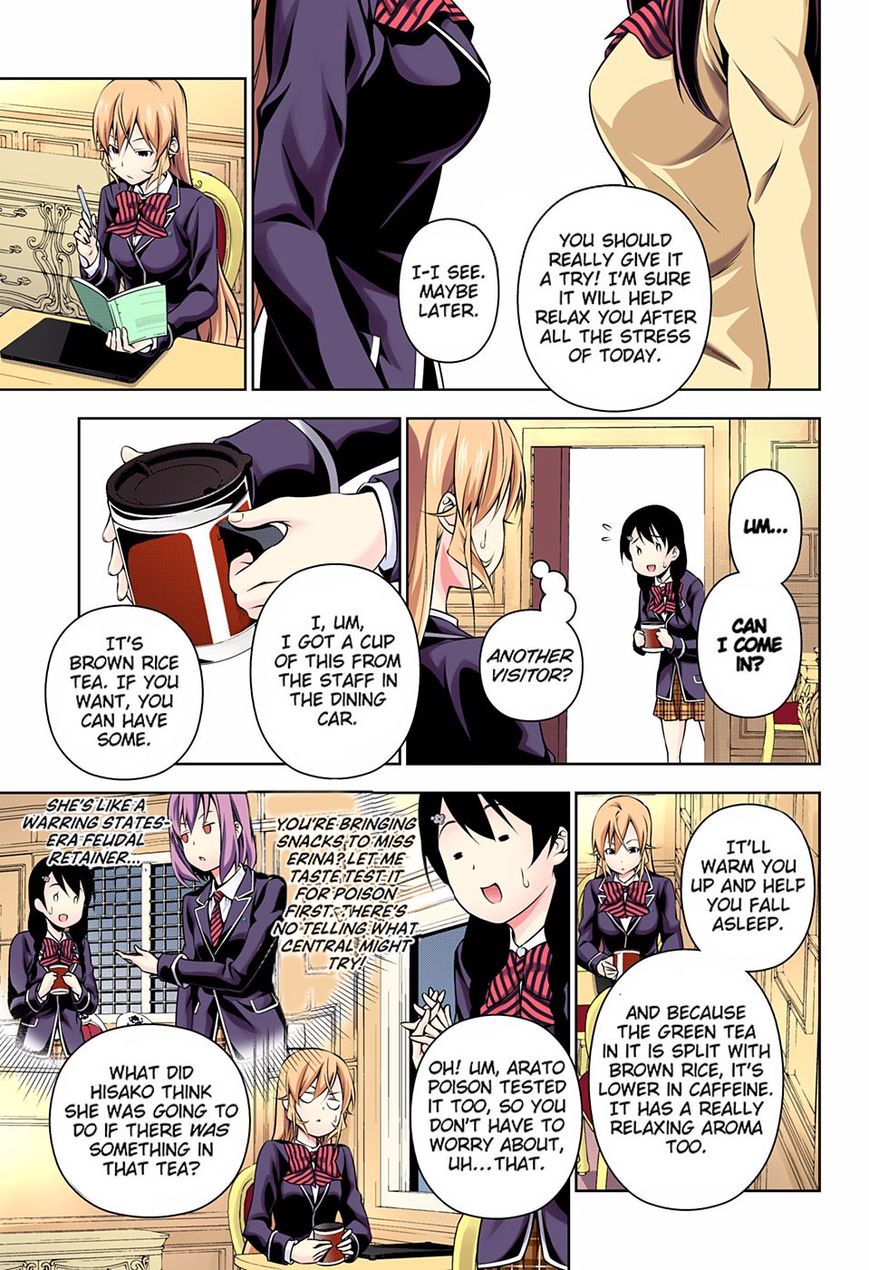 YOU SHOULD
REALLY GIVE IT
A TRY! I'M SURE
IT WILL HELP
RELAX YOU AFTER
ALL THE STRESS
OF TODAY.
I-I SEE.
MAYBE
LATER.
UM...
CAN
I COME
IN?
ANOTHER
VISITOR?
I, UM,
I GOT A CUP
OF THIS FROM
THE STAFF IN
THE DINING
CAR.
IT'S
BROWN RICE
TEA. IF YOU
WANT, YOU
CAN HAVE
SOME.
IT'LL
WARM YOU
UP AND HELP
YOU FALL
ASLEEP.
AND BECAUSE
THE GREEN TEA
IN IT IS SPLIT WITH
BROWN RICE, IT'S
LOWER IN CAFFEINE.
IT HAS A REALLY
RELAXING AROMA
TOO.
OH! UM, ARATO
POISON TESTED
IT TOO, SO YOU
DON'T HAVE TO
WORRY ABOUT,
UH...THAT.
YOU'RE BRINGING
SNACKS TO MISS
ERINA? LET ME
TASTE TEST IT
FOR POISON
FIRST. THERE'S
NO TELLING WHAT
CENTRAL MIGHT
TRY!
SHE'S LIKE A
WARRING STATES-
ERA FEUDAL
RETAINER...
WHAT DID
HISAKO THINK
SHE WAS GOING TO
DO IF THERE WAS
SOMETHING IN
THAT TEA?